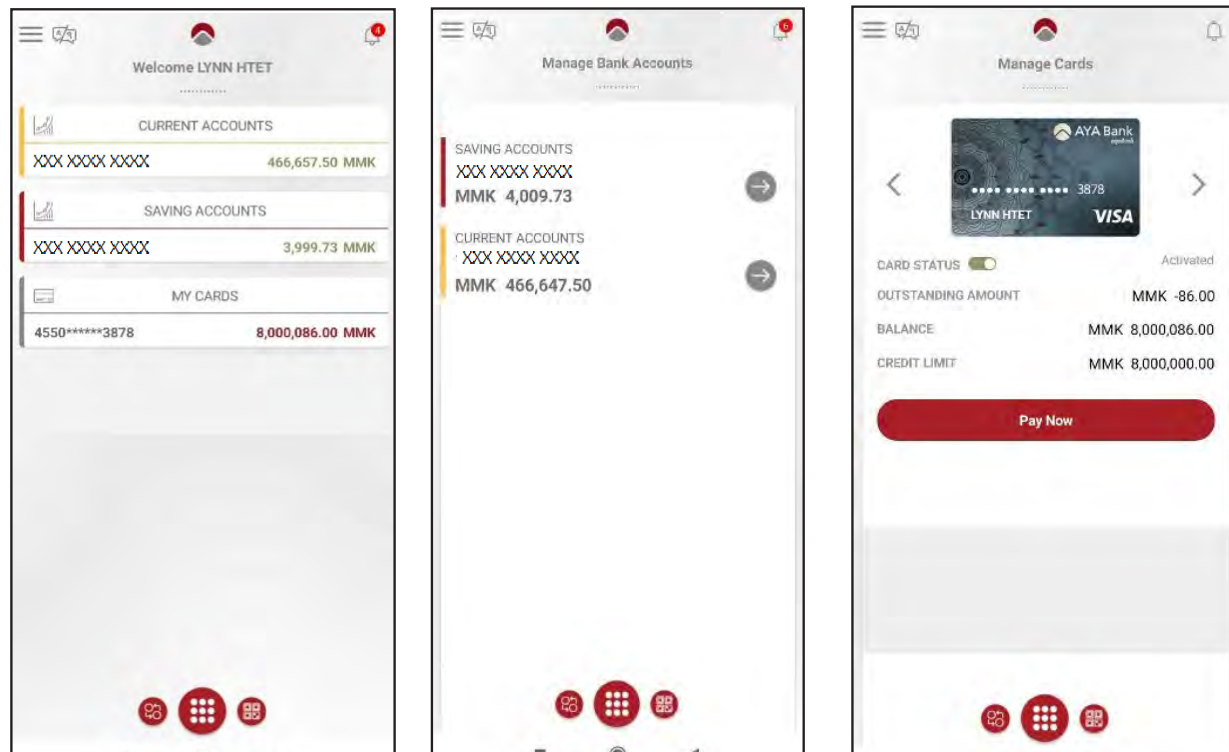 4
Welcome LYNN HTET
CURRENT ACCOUNTS
XXX XXXX XXXX 466,657.50 MMK
SAVING ACCOUNTS
XXX XXXX XXXX 3,999.73 MMK
MY CARDS
4550******3878 8,000,086.00 MMK
6
Manage Bank Accounts
SAVING ACCOUNTS
XXX XXXX XXXX
MMK 4,009.73
CURRENT ACCOUNTS
XXX XXXX XXXX
MMK 466,647.50
Manage Cards
AYA Bank
•••• •••• •••• 3878
LYNN HTET VISA
CARD STATUS Activated
OUTSTANDING AMOUNT MMK -86.00
BALANCE MMK 8,000,086.00
CREDIT LIMIT MMK 8,000,000.00
Pay Now